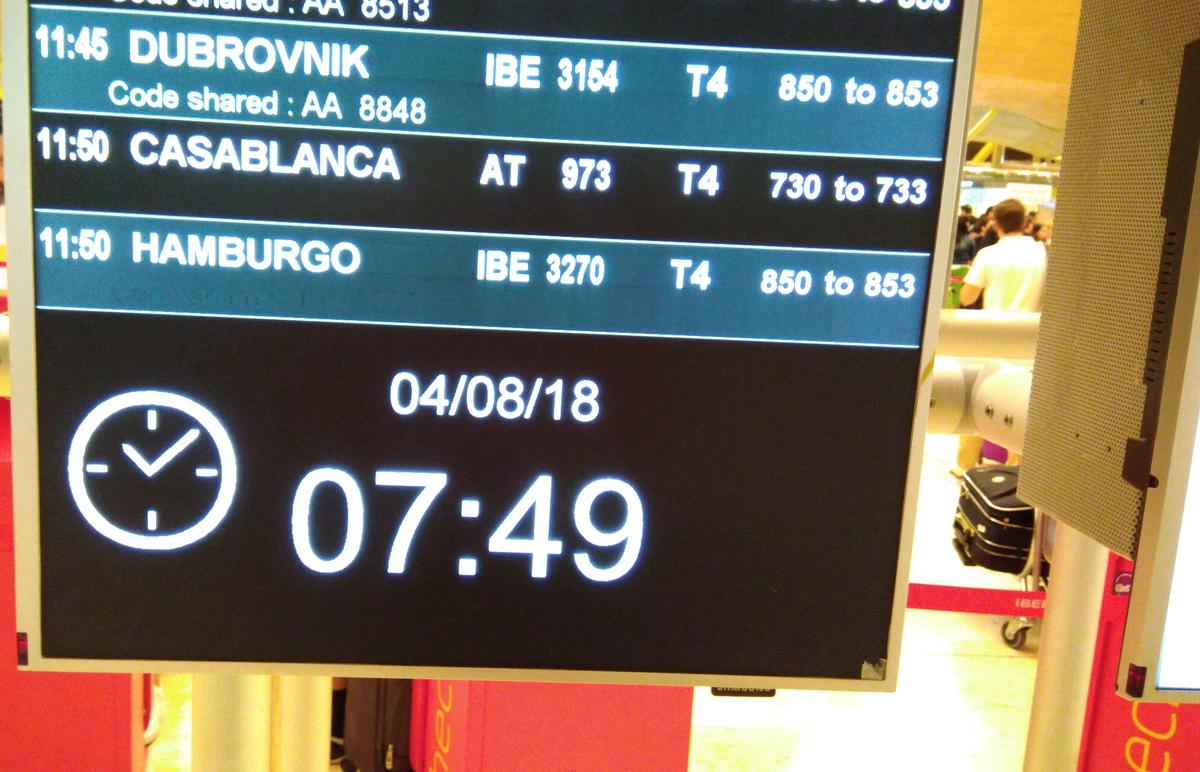 Code shared : AA 8513
11:45 DUBROVNIK IBE 3154 T4 850 to 853
Code shared : AA 8848
11:50 CASABLANCA AT 973 T4 730 to 733
11:50 HAMBURGO IBE 3270 T4 850 to 853
04/08/18
07:49